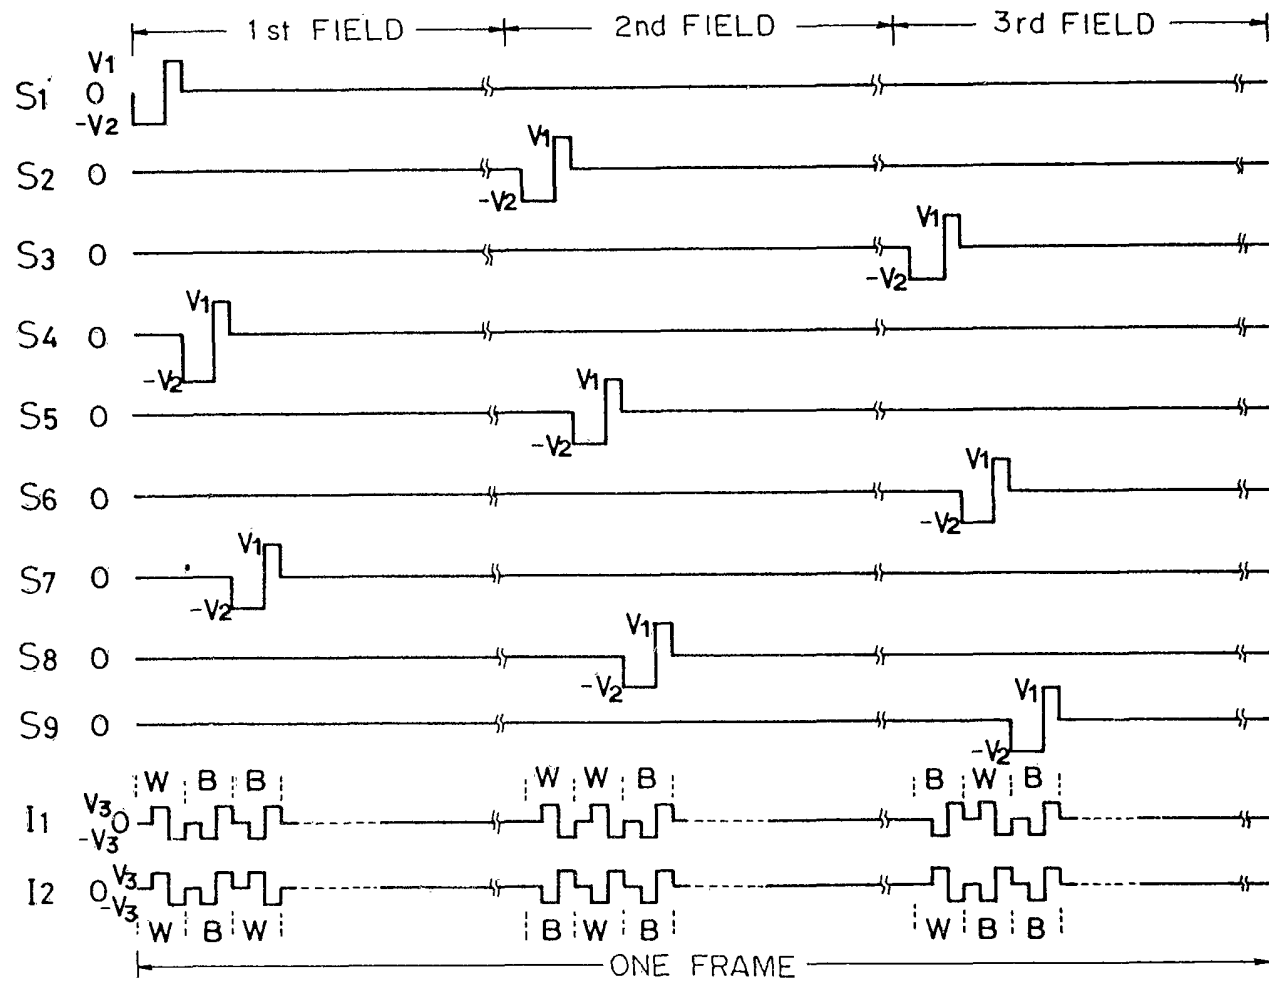 1st FIELD 2nd FIELD 3rd FIELD
V1
S1 0
-V2
V1
S2 0
-V2
V1
S3 0
-V2
V1
S4 0
-V2
V1
S5 0
-V2
V1
S6 0
-V2
V1
S7 0
-V2
V1
S8 0
-V2
V1
S9 0
-V2
W B B W W B B W B
V3
I1 0
-V3
V3
I2 0
-V3
W B W B W B W B B
ONE FRAME